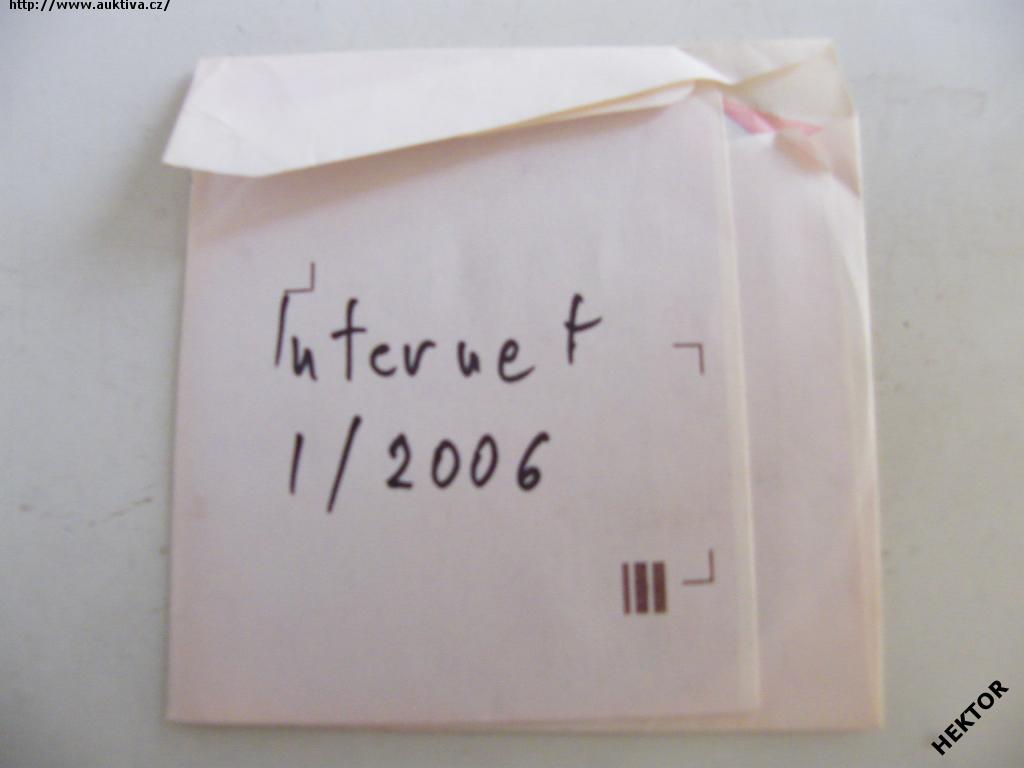 http://www.auktiva.cz/
Internet
1/2006
HEKTOR